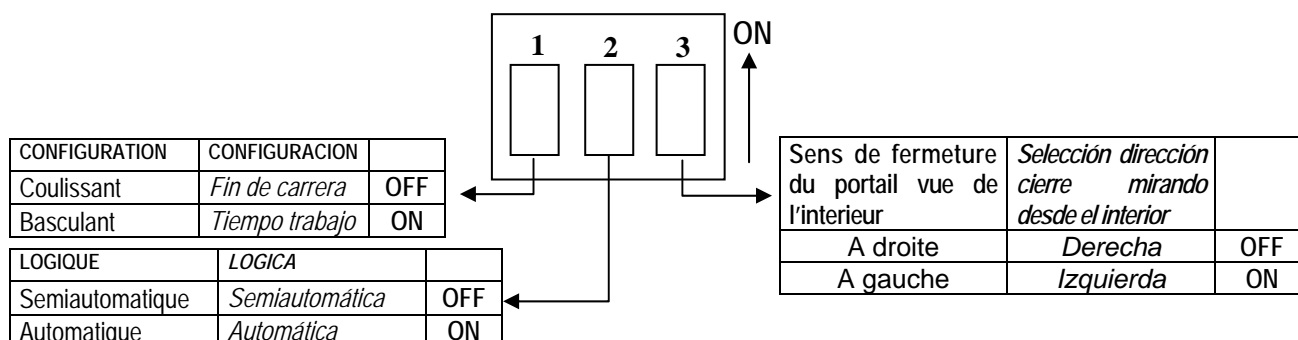 1 2 3 ON
CONFIGURATION CONFIGURACION
Coulissant Fin de carrera OFF
Basculant Tiempo trabajo ON
LOGIQUE LOGICA
Semiautomatique Semiautomática OFF
Automatique Automática ON
Sens de fermeture Selección dirección
du portail vue de cierre mirando
l'interieur desde el interior
A droite Derecha OFF
A gauche Izquierda ON